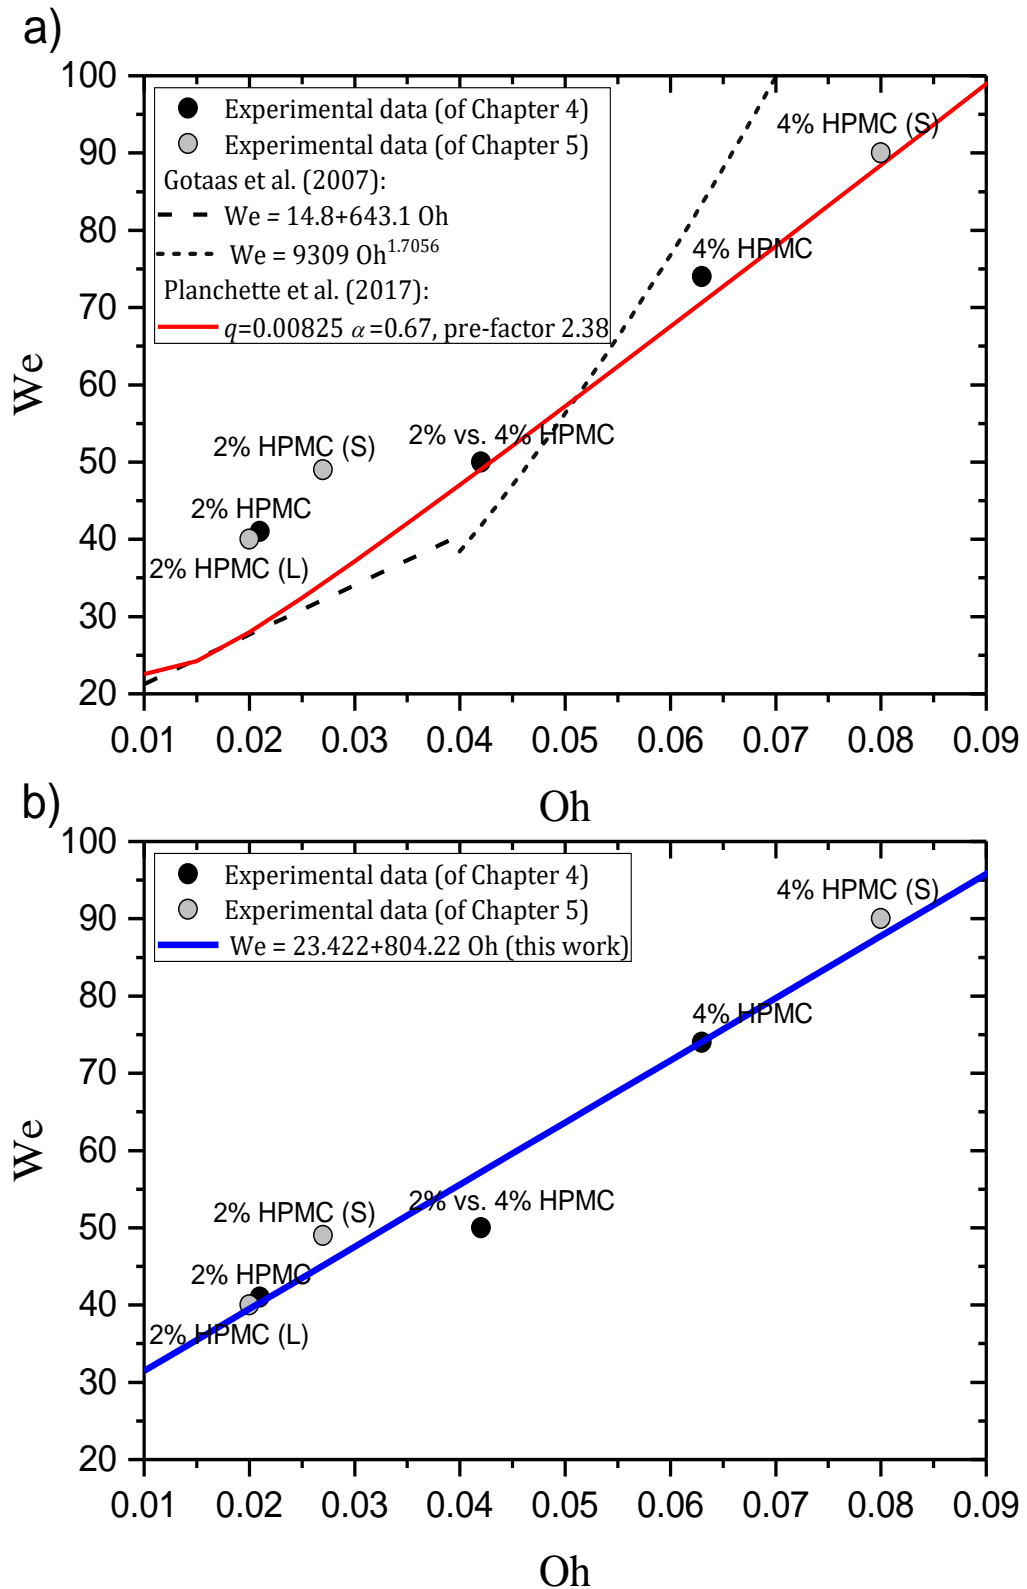 a)
100
90
80
70
60
50
40
30
20
We
Experimental data (of Chapter 4)
Experimental data (of Chapter 5)
Gotaas et al. (2007):
We = 14.8+643.1 Oh
We = 9309 Oh^1.7056
Planchette et al. (2017):
q=0.00825 α=0.67, pre-factor 2.38
4% HPMC (S)
4% HPMC
2% vs. 4% HPMC
2% HPMC (S)
2% HPMC
2% HPMC (L)
0.01 0.02 0.03 0.04 0.05 0.06 0.07 0.08 0.09
Oh
b)
100
90
80
70
60
50
40
30
20
We
Experimental data (of Chapter 4)
Experimental data (of Chapter 5)
We = 23.422+804.22 Oh (this work)
4% HPMC (S)
4% HPMC
2% vs. 4% HPMC
2% HPMC (S)
2% HPMC
2% HPMC (L)
0.01 0.02 0.03 0.04 0.05 0.06 0.07 0.08 0.09
Oh